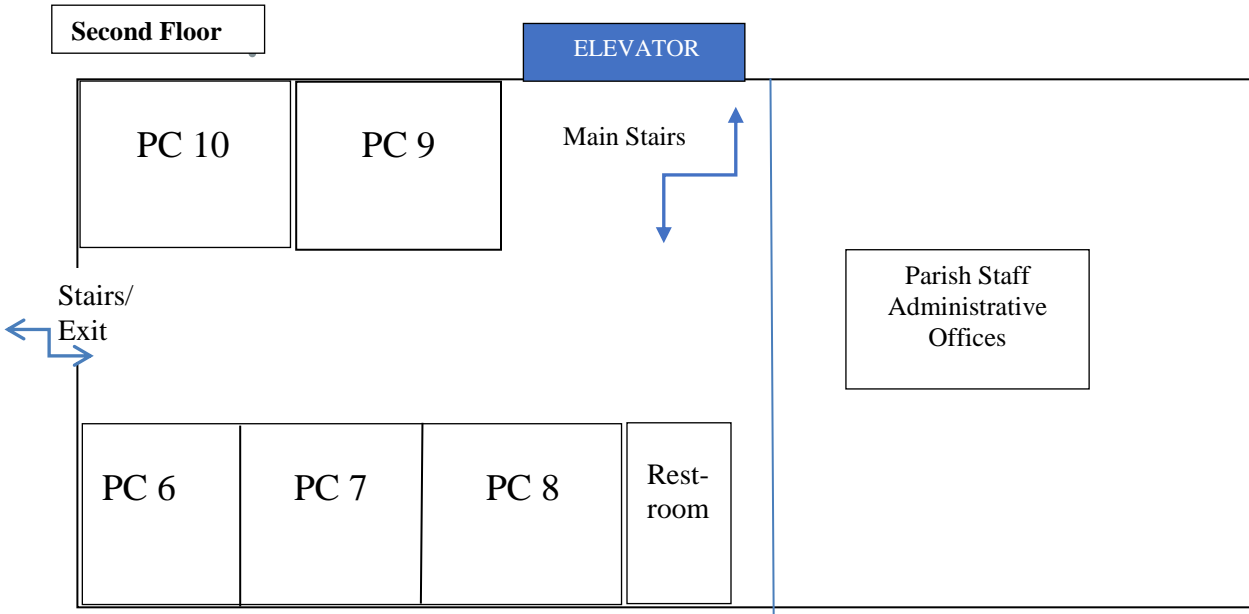 Second Floor
ELEVATOR
PC 10
PC 9
Main Stairs
Stairs/
Exit
Parish Staff
Administrative
Offices
PC 6
PC 7
PC 8
Rest-
room